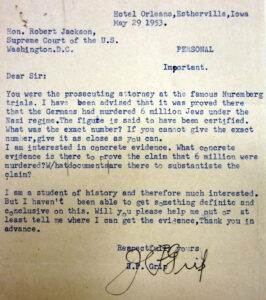 Hotel Orleans,Estherville,Iowa
May 29 1953.
Hon. Robert Jackson,
Supreme Court of the U.S.
Washington.D.C.
PERSONAL
Important.
Dear Sir:
You were the prosecuting attorney at the famous Nuremberg
trials. I have been advised that it was proved there
that the Germans had murdered 6 million Jews under the
Nazi regime.The figure is said to have been certified.
What was the exact number? If you cannot give the exact
number,give it as close as you can.
I am interested in concrete evidence. What concrete
evidence is there to prove the claim that 6 million were
murdered?W/hat documents are there to substantiate the
claim?
I am a student of history and therefore much interested.
But I haven't been able to get something definite and
conclusive on this. Will you please help me out or at
least tell me where I can get the evidence,Thank you in
advance.
Respectfully yours
J.F. Grip